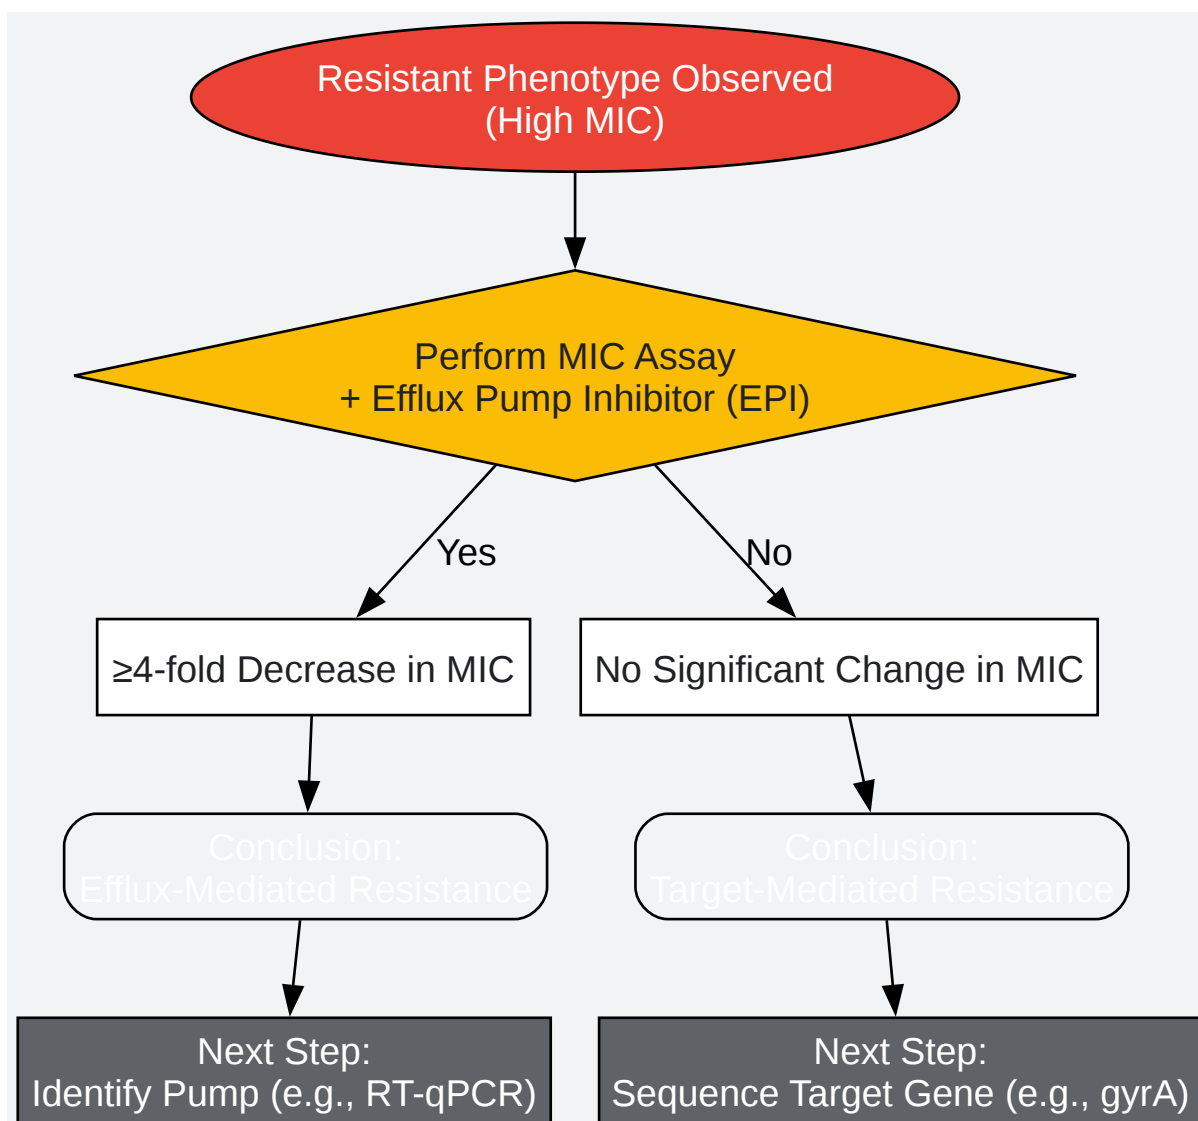 Resistant Phenotype Observed
(High MIC)
Perform MIC Assay
+ Efflux Pump Inhibitor (EPI)
Yes
No
≥4-fold Decrease in MIC
No Significant Change in MIC
Conclusion:
Efflux-Mediated Resistance
Conclusion:
Target-Mediated Resistance
Next Step:
Identify Pump (e.g., RT-qPCR)
Next Step:
Sequence Target Gene (e.g., gyrA)